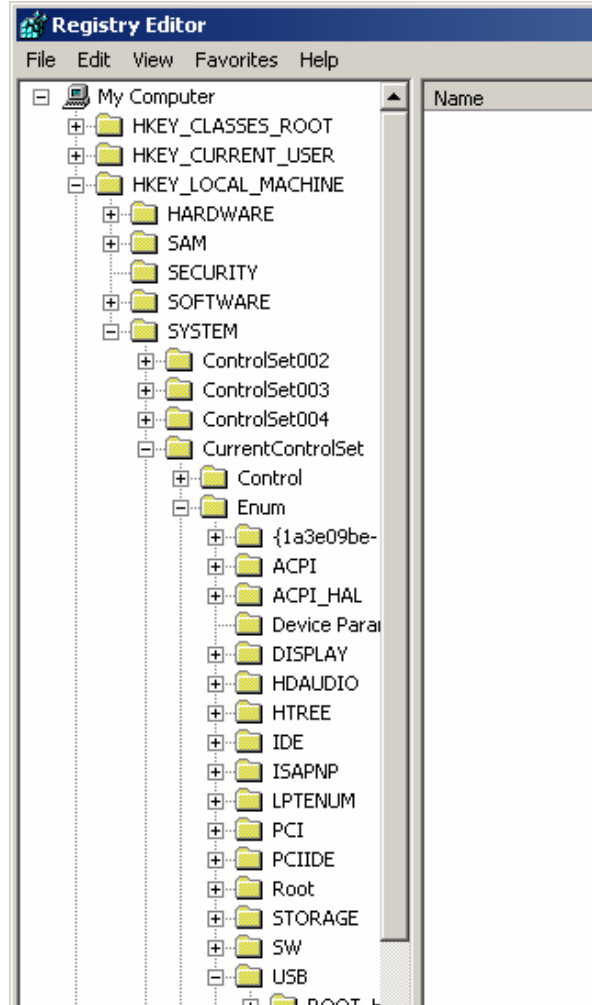 Registry Editor
File Edit View Favorites Help
My Computer
Name
HKEY_CLASSES_ROOT
HKEY_CURRENT_USER
HKEY_LOCAL_MACHINE
HARDWARE
SAM
SECURITY
SOFTWARE
SYSTEM
ControlSet002
ControlSet003
ControlSet004
CurrentControlSet
Control
Enum
{1a3e09be-
ACPI
ACPI_HAL
Device Para
DISPLAY
HDAUDIO
HTREE
IDE
ISAPNP
LPTENUM
PCI
PCIIDE
Root
STORAGE
SW
USB